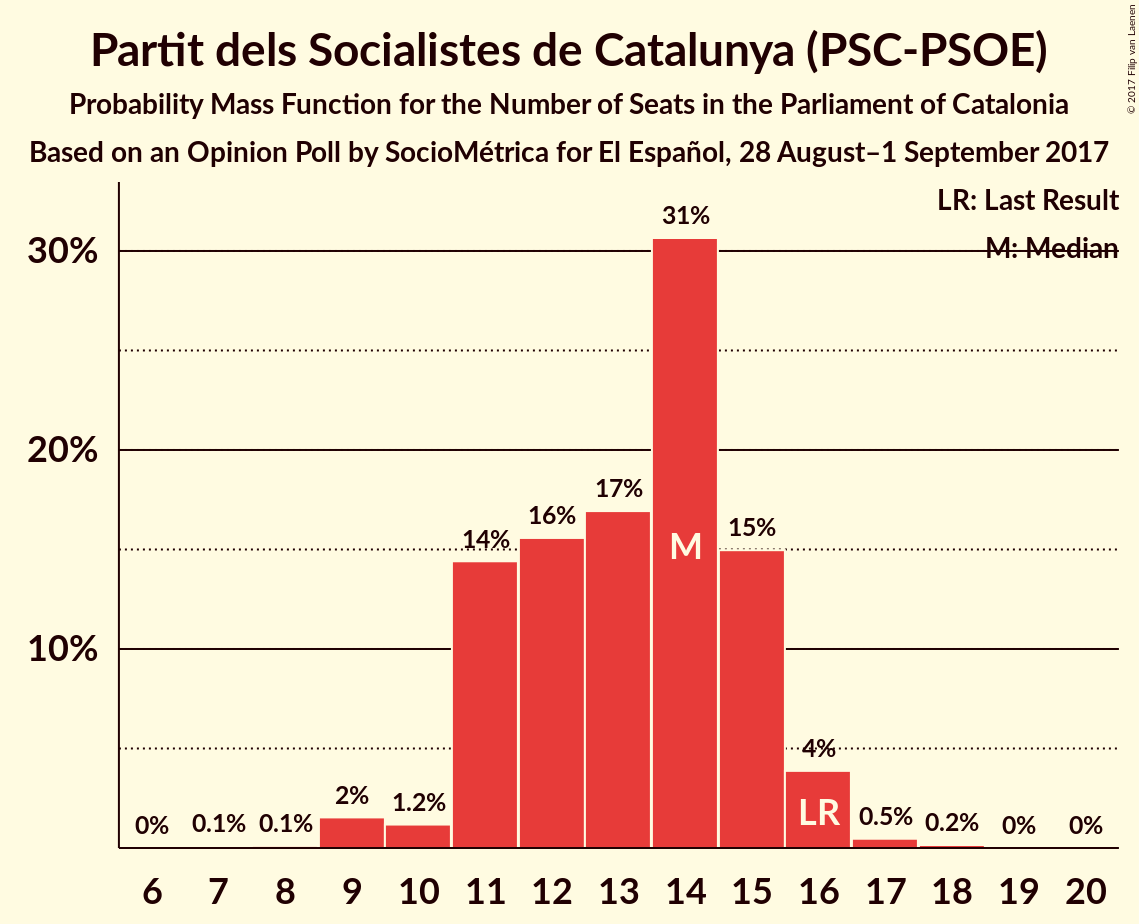 Partit dels Socialistes de Catalunya (PSC-PSOE)
Probability Mass Function for the Number of Seats in the Parliament of Catalonia
Based on an Opinion Poll by SocioMétrica for El Español, 28 August–1 September 2017
© 2017 Filip van Laenen
LR: Last Result
M: Median
30%
20%
10%
0%
0.1%
0.1%
2%
1.2%
14%
16%
17%
31%
15%
4%
0.5%
0.2%
0%
0%
M
LR
6 7 8 9 10 11 12 13 14 15 16 17 18 19 20